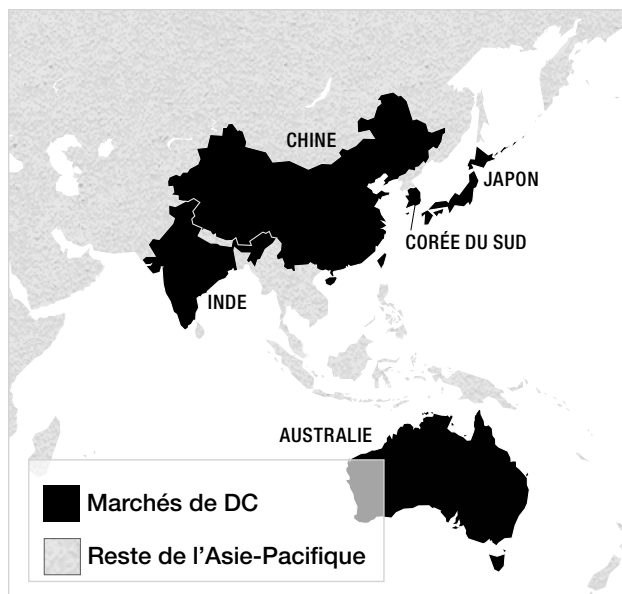 CHINE
JAPON
CORÉE DU SUD
INDE
AUSTRALIE
Marchés de DC
Reste de l'Asie-Pacifique